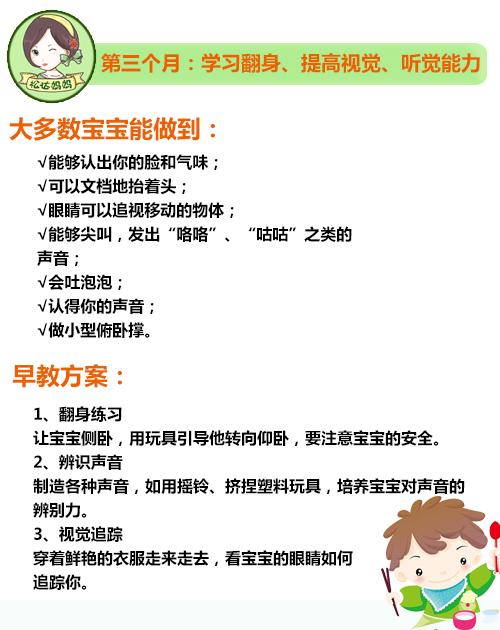 松达妈妈
第三个月：学习翻身、提高视觉、听觉能力
大多数宝宝能做到：
√能够认出你的脸和气味；
√可以文档地抬着头；
√眼睛可以追视移动的物体；
√能够尖叫，发出“咯咯”、“咕咕”之类的
声音；
√会吐泡泡；
√认得你的声音；
√做小型俯卧撑。
早教方案：
1、翻身练习
让宝宝侧卧，用玩具引导他转向仰卧，要注意宝宝的安全。
2、辨识声音
制造各种声音，如用摇铃、挤捏塑料玩具，培养宝宝对声音的
辨别力。
3、视觉追踪
穿着鲜艳的衣服走来走去，看宝宝的眼睛如何
追踪你。